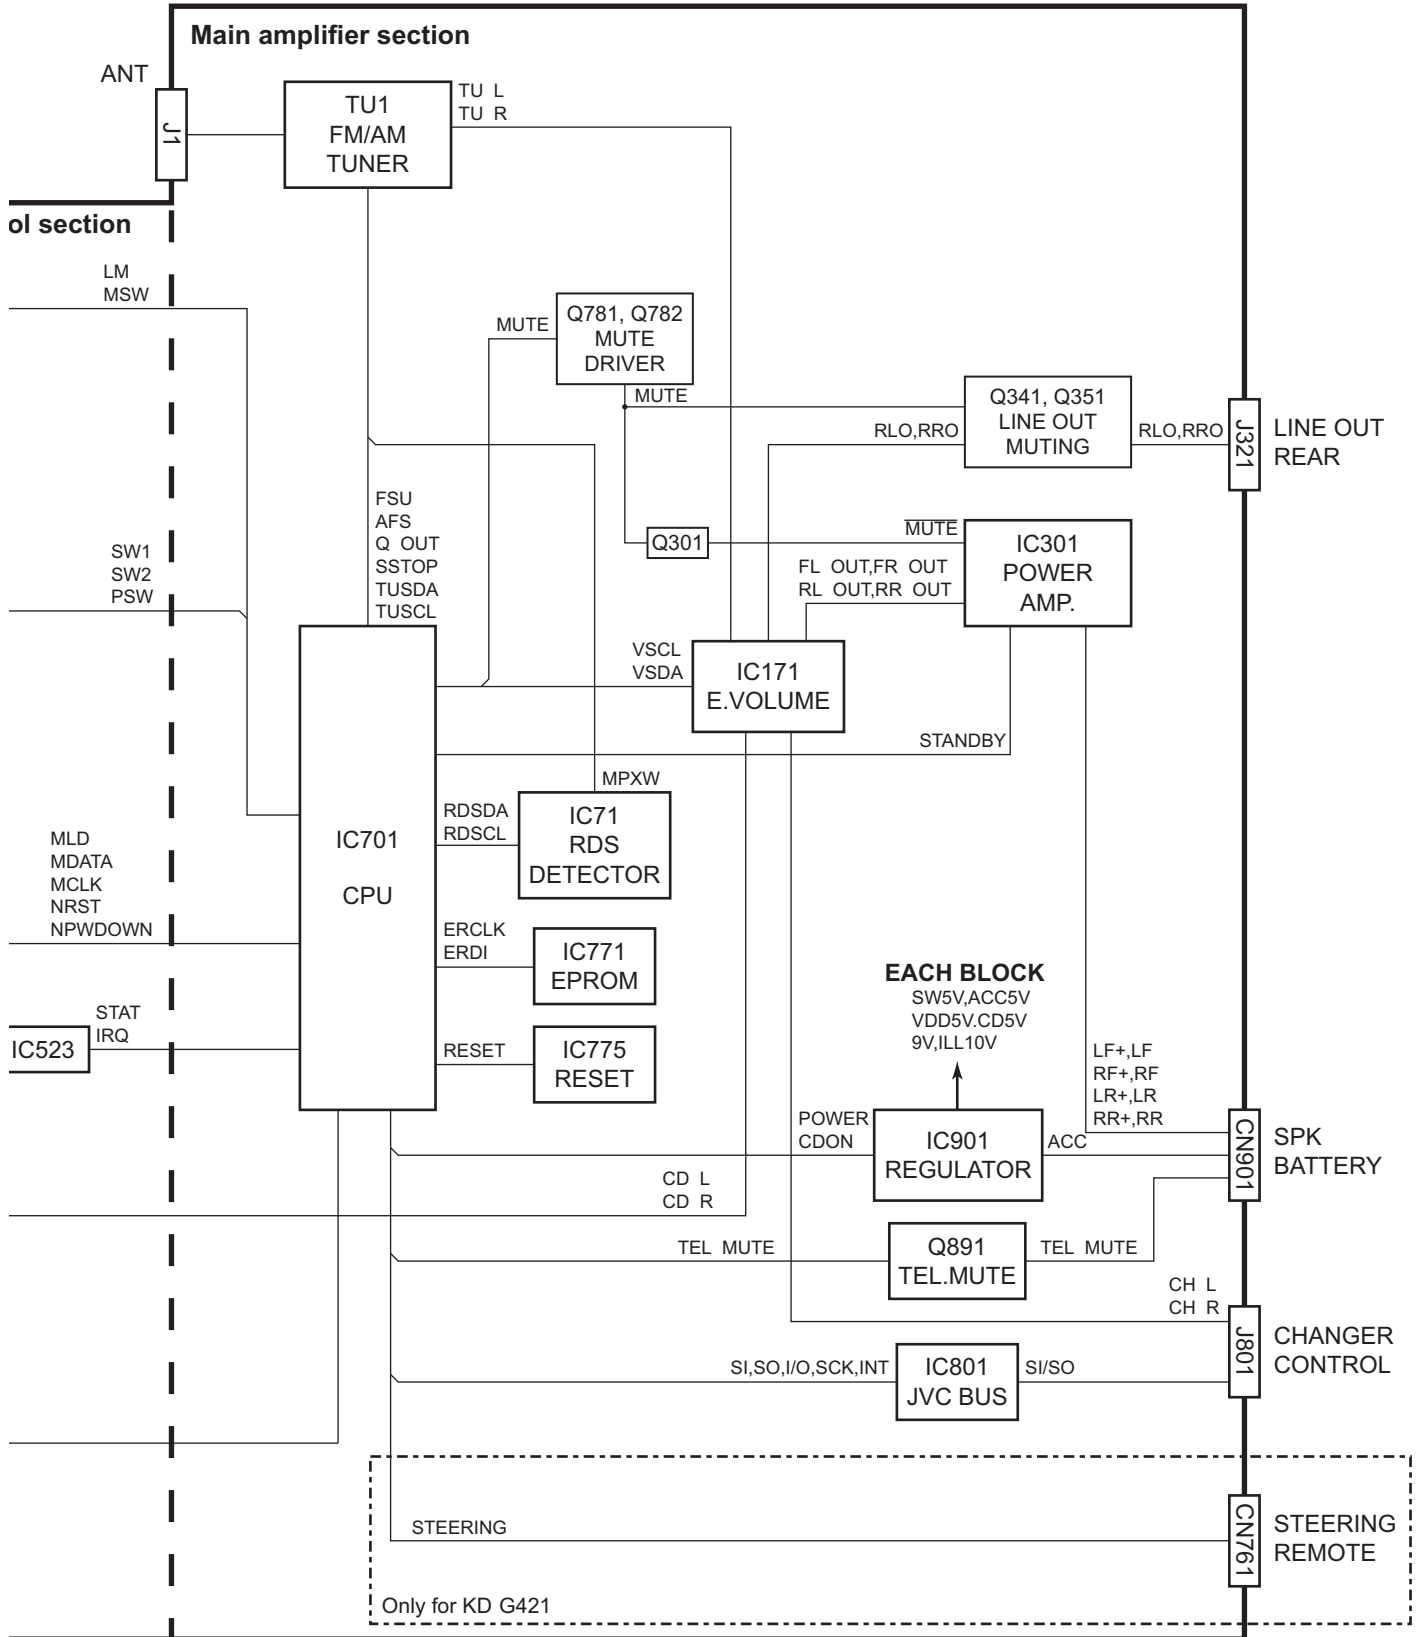 Main amplifier section
ANT
J1
TU1
FM/AM
TUNER
TU L
TU R
ol section
LM
MSW
MUTE
Q781, Q782
MUTE
DRIVER
MUTE
Q341, Q351
LINE OUT
MUTING
RLO,RRO
RLO,RRO
J321
LINE OUT
REAR
FSU
AFS
Q OUT
SSTOP
TUSDA
TUSCL
SW1
SW2
PSW
Q301
MUTE
IC301
POWER
AMP.
FL OUT,FR OUT
RL OUT,RR OUT
VSCL
VSDA
IC171
E.VOLUME
STANDBY
MPXW
IC701
CPU
RDSDA
RDSCL
IC71
RDS
DETECTOR
MLD
MDATA
MCLK
NRST
NPWDOWN
ERCLK
ERDI
IC771
EPROM
EACH BLOCK
SW5V,ACC5V
VDD5V.CD5V
9V,ILL10V
IC523
STAT
IRQ
RESET
IC775
RESET
LF+,LF
RF+,RF
LR+,LR
RR+,RR
POWER
CDON
IC901
REGULATOR
ACC
CN901
SPK
BATTERY
CD L
CD R
TEL MUTE
Q891
TEL.MUTE
TEL MUTE
CH L
CH R
J801
CHANGER
CONTROL
SI,SO,I/O,SCK,INT
IC801
JVC BUS
SI/SO
STEERING
CN761
STEERING
REMOTE
Only for KD G421